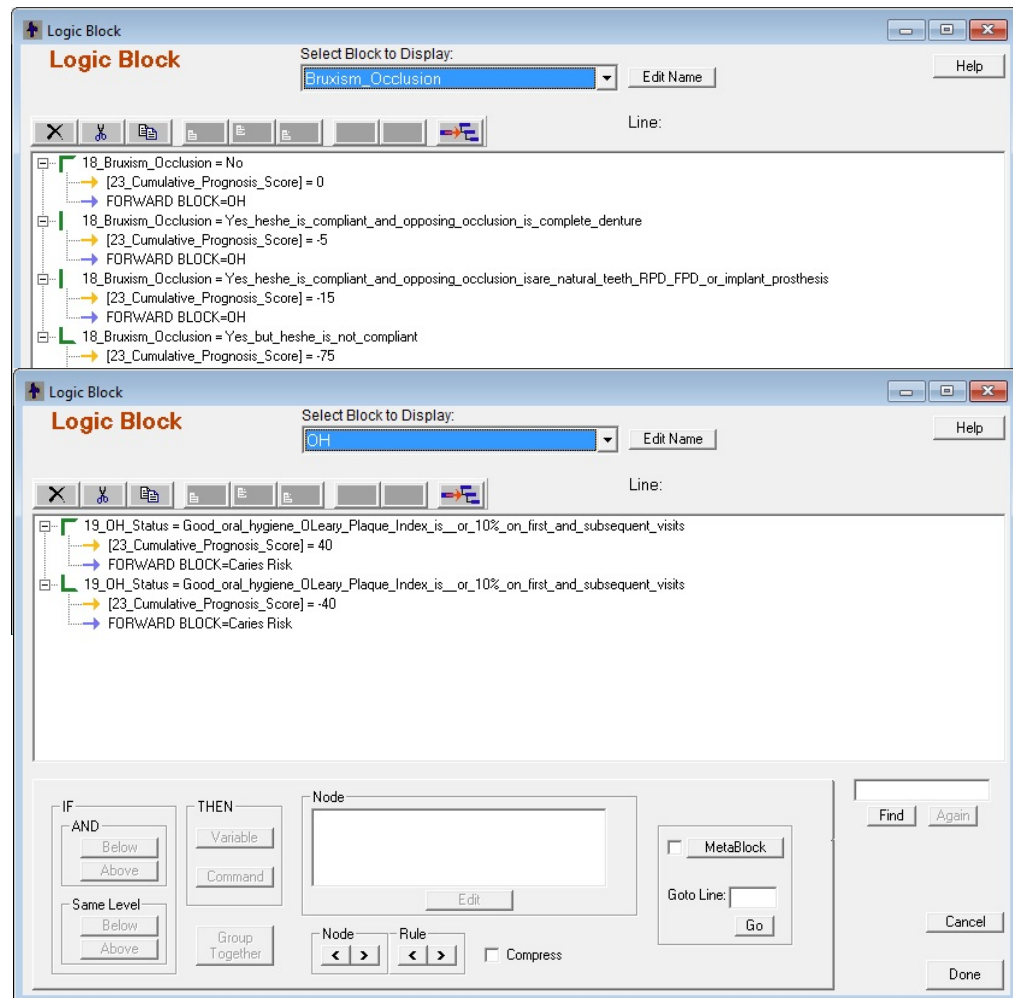 Logic Block
Logic Block
Select Block to Display:
Bruxism_Occlusion
Edit Name
Help
Line:
18_Bruxism_Occlusion = No
[23_Cumulative_Prognosis_Score] = 0
FORWARD BLOCK=OH
18_Bruxism_Occlusion = Yes_heshe_is_compliant_and_opposing_occlusion_is_complete_denture
[23_Cumulative_Prognosis_Score] = -5
FORWARD BLOCK=OH
18_Bruxism_Occlusion = Yes_heshe_is_compliant_and_opposing_occlusion_isare_natural_teeth_RPD_FPD_or_implant_prosthesis
[23_Cumulative_Prognosis_Score] = -15
FORWARD BLOCK=OH
18_Bruxism_Occlusion = Yes_but_heshe_is_not_compliant
[23_Cumulative_Prognosis_Score] = -75
Logic Block
Logic Block
Select Block to Display:
OH
Edit Name
Help
Line:
19_OH_Status = Good_oral_hygiene_OLeary_Plaque_Index_is__or_10%_on_first_and_subsequent_visits
[23_Cumulative_Prognosis_Score] = 40
FORWARD BLOCK=Caries Risk
19_OH_Status = Good_oral_hygiene_OLeary_Plaque_Index_is__or_10%_on_first_and_subsequent_visits
[23_Cumulative_Prognosis_Score] = -40
FORWARD BLOCK=Caries Risk
IF
AND
Below
Above
Same Level
Below
Above
THEN
Variable
Command
Group
Together
Node
Edit
Node
< >
Rule
< >
Compress
MetaBlock
Goto Line:
Go
Find
Again
Cancel
Done